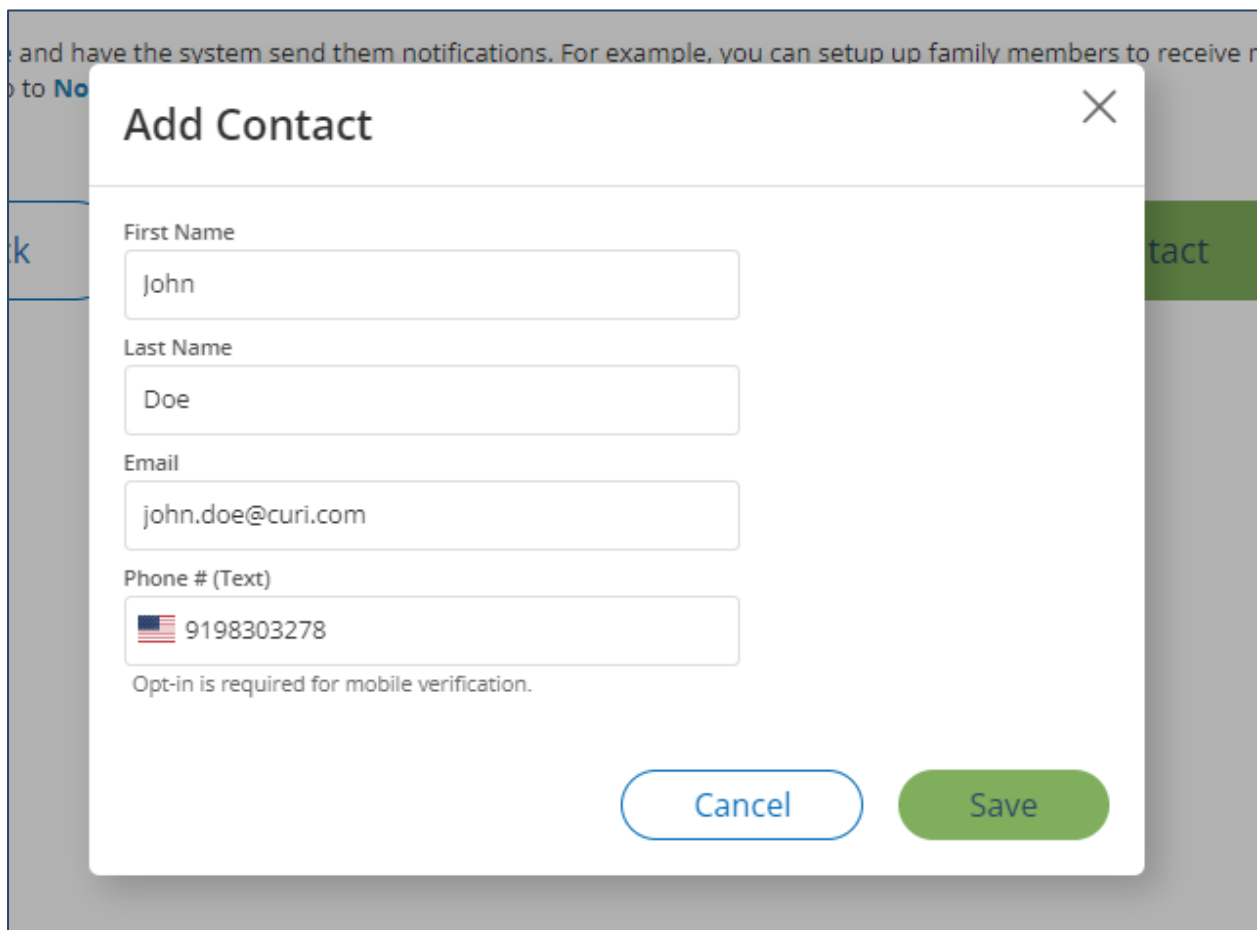 and have the system send them notifications. For example, you can setup up family members to receive
to No
Add Contact
ck
tact
First Name
John
Last Name
Doe
Email
john.doe@curi.com
Phone # (Text)
9198303278
Opt-in is required for mobile verification.
Cancel
Save